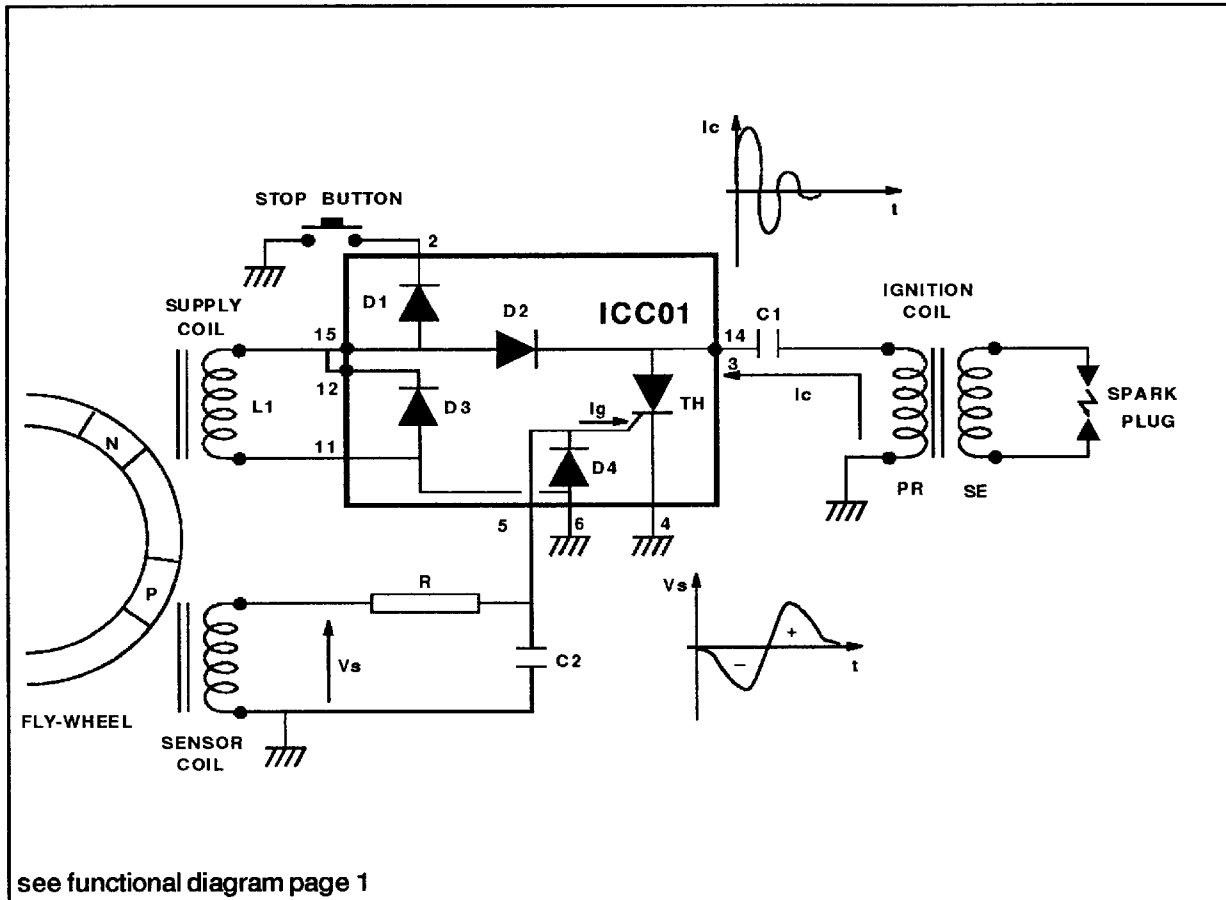 Ic
t
STOP BUTTON
2
SUPPLY
COIL
D1
D2
ICC01
C1
IGNITION
COIL
15
14
12
3
L1
D3
Ig
TH
Ic
SPARK
PLUG
N
11
D4
PR
SE
5
6
4
P
R
Vs
+
−
t
Vs
C2
FLY-WHEEL
SENSOR
COIL
see functional diagram page 1